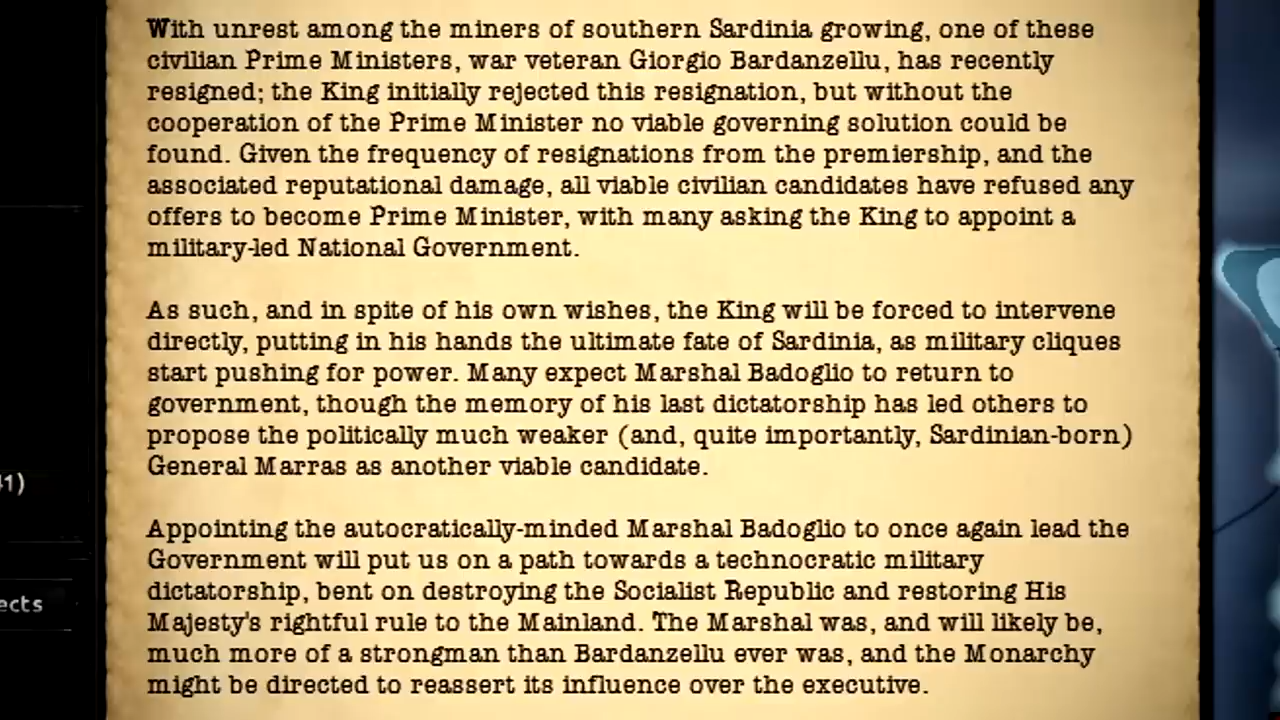 With unrest among the miners of southern Sardinia growing, one of these
civilian Prime Ministers, war veteran Giorgio Bardanzellu, has recently
resigned; the King initially rejected this resignation, but without the
cooperation of the Prime Minister no viable governing solution could be
found. Given the frequency of resignations from the premiership, and the
associated reputational damage, all viable civilian candidates have refused any
offers to become Prime Minister, with many asking the King to appoint a
military-led National Government.
As such, and in spite of his own wishes, the King will be forced to intervene
directly, putting in his hands the ultimate fate of Sardinia, as military cliques
start pushing for power. Many expect Marshal Badoglio to return to
government, though the memory of his last dictatorship has led others to
propose the politically much weaker (and, quite importantly, Sardinian-born)
General Marras as another viable candidate.
Appointing the autocratically-minded Marshal Badoglio to once again lead the
Government will put us on a path towards a technocratic military
dictatorship, bent on destroying the Socialist Republic and restoring His
Majesty's rightful rule to the Mainland. The Marshal was, and will likely be,
much more of a strongman than Bardanzellu ever was, and the Monarchy
might be directed to reassert its influence over the executive.
41)
ects